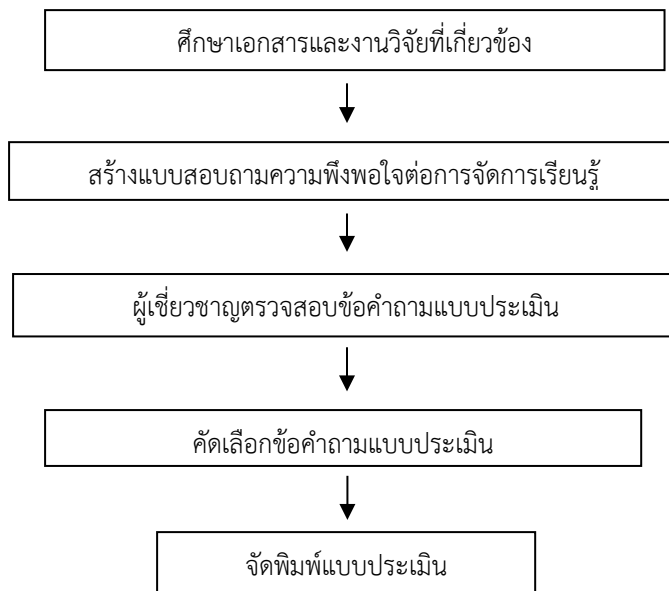 ศึกษาเอกสารและงานวิจัยที่เกี่ยวข้อง
สร้างแบบสอบถามความพึงพอใจต่อการจัดการเรียนรู้
ผู้เชี่ยวชาญตรวจสอบข้อคำถามแบบประเมิน
คัดเลือกข้อคำถามแบบประเมิน
จัดพิมพ์แบบประเมิน